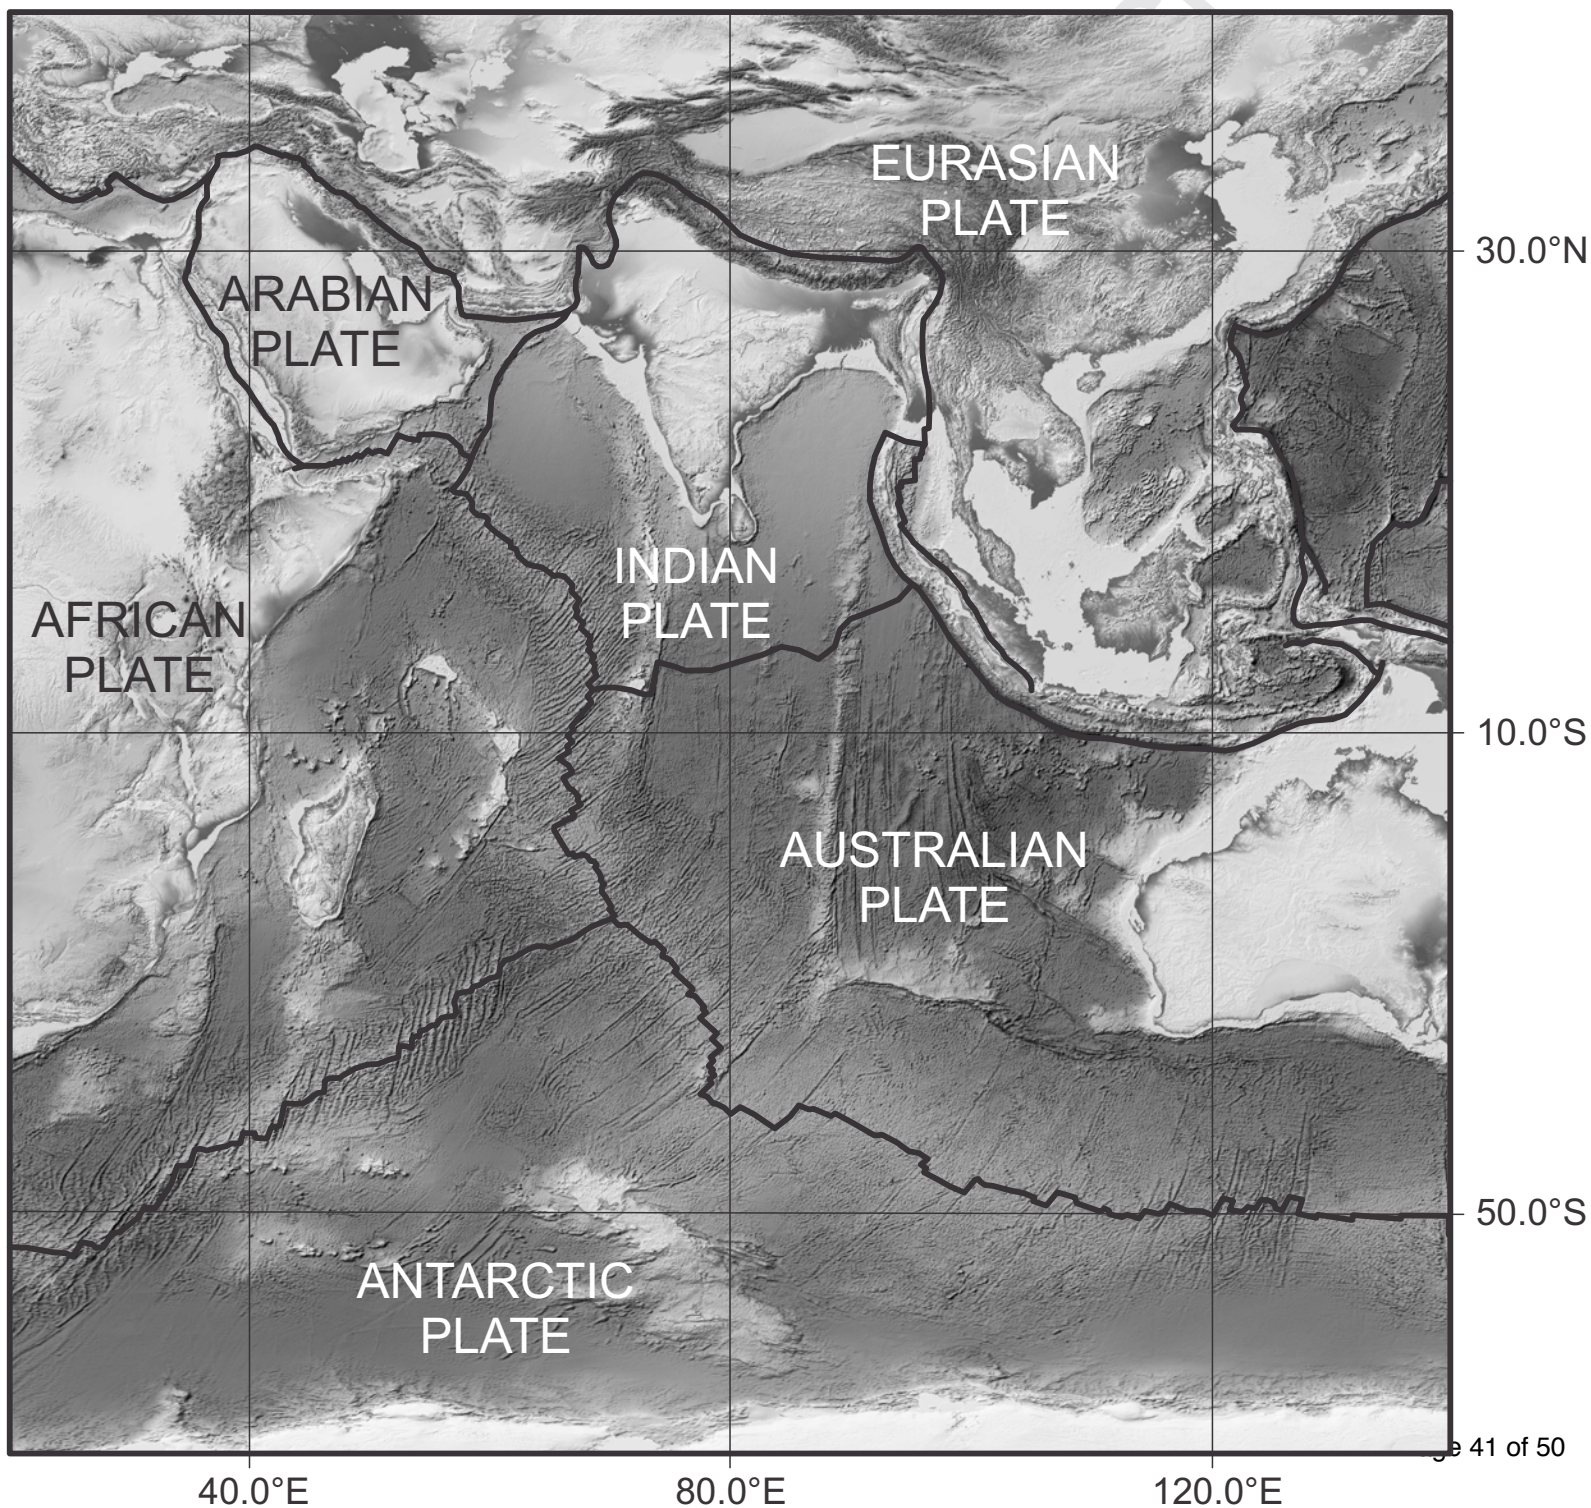 EURASIAN
PLATE
30.0°N
ARABIAN
PLATE
INDIAN
PLATE
AFRICAN
PLATE
10.0°S
AUSTRALIAN
PLATE
50.0°S
ANTARCTIC
PLATE
41 of 50
40.0°E
80.0°E
120.0°E